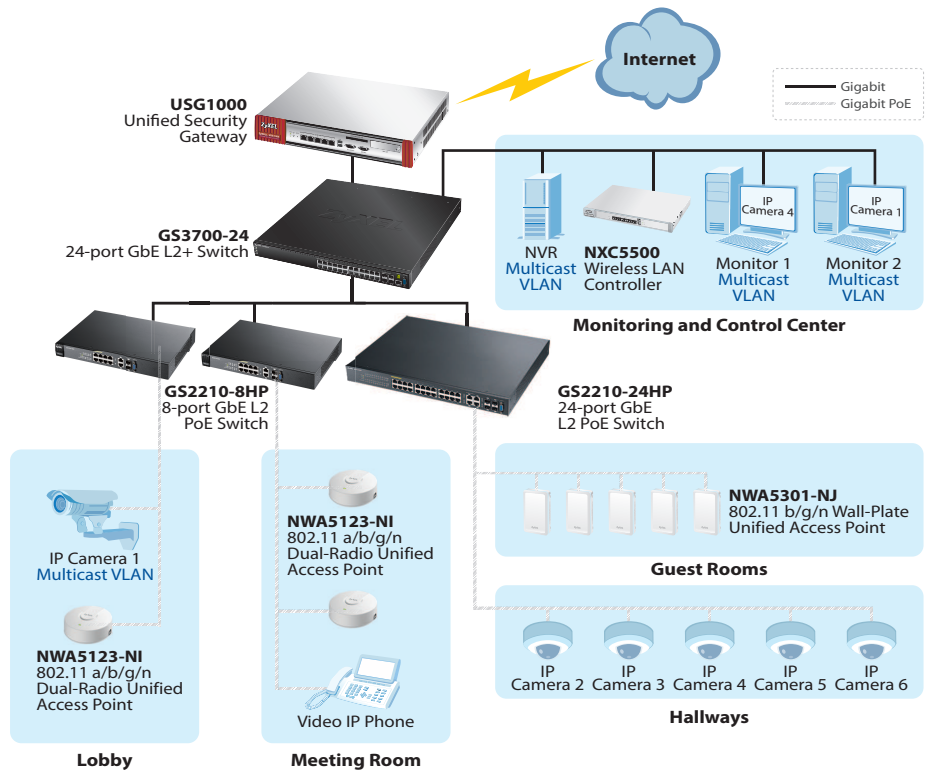 Internet
Gigabit
Gigabit PoE
USG1000
Unified Security
Gateway
ZyXEL
GS3700-24
24-port GbE L2+ Switch
NVR
Multicast
VLAN
NXC5500
Wireless LAN
Controller
IP
Camera 4
Monitor 1
Multicast
VLAN
IP
Camera 1
Monitor 2
Multicast
VLAN
Monitoring and Control Center
GS2210-8HP
8-port GbE L2
PoE Switch
GS2210-24HP
24-port GbE
L2 PoE Switch
IP Camera 1
Multicast VLAN
NWA5123-NI
802.11 a/b/g/n
Dual-Radio Unified
Access Point
Lobby
NWA5123-NI
802.11 a/b/g/n
Dual-Radio Unified
Access Point
Video IP Phone
Meeting Room
NWA5301-NJ
802.11 b/g/n Wall-Plate
Unified Access Point
Guest Rooms
IP
Camera 2
IP
Camera 3
IP
Camera 4
IP
Camera 5
IP
Camera 6
Hallways